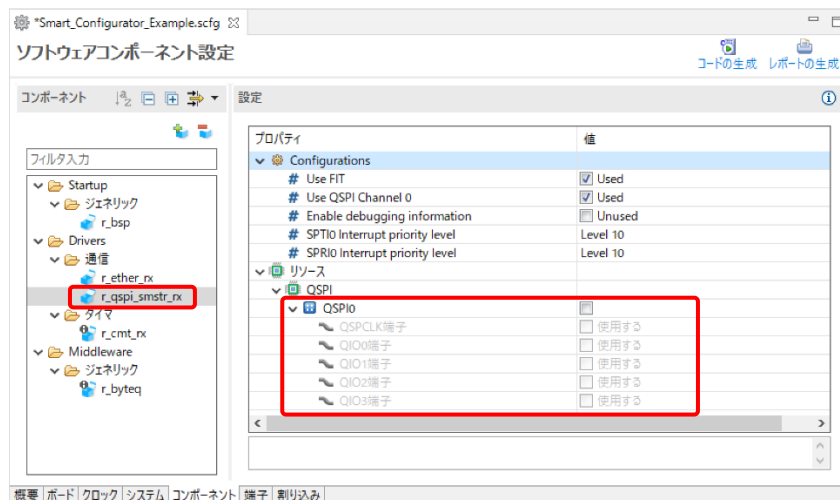 *Smart_Configurator_Example.scfg
ソフトウェアコンポーネント設定
コードの生成 レポートの生成
コンポーネント
設定
フィルタ入力
Startup
ジェネリック
r_bsp
Drivers
通信
r_ether_rx
r_qspi_smstr_rx
タイマ
r_cmt_rx
Middleware
ジェネリック
r_byteq
プロパティ 値
Configurations
# Use FIT Used
# Use QSPI Channel 0 Used
# Enable debugging information Unused
# SPTI0 Interrupt priority level Level 10
# SPRI0 Interrupt priority level Level 10
リソース
QSPI
QSPI0
QSPCLK端子 使用する
QIO0端子 使用する
QIO1端子 使用する
QIO2端子 使用する
QIO3端子 使用する
概要 ボード クロック システム コンポーネント 端子 割り込み